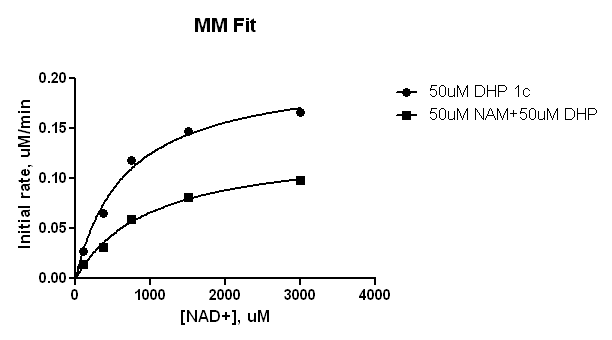 MM Fit
0.20
0.15
0.10
0.05
0.00
Initial rate, uM/min
0
1000
2000
3000
4000
[NAD+], uM
50uM DHP 1c
50uM NAM+50uM DHP